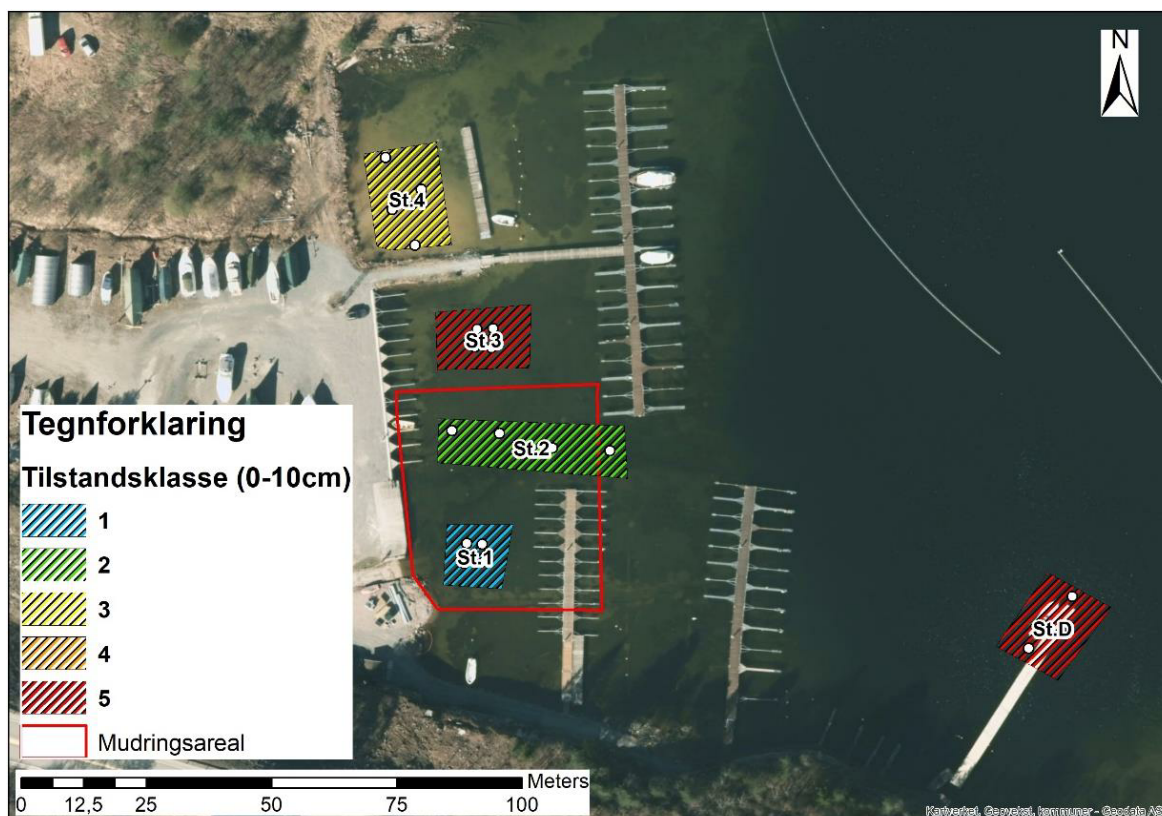 N
St.4
St.3
St.2
St.1
St.D
Tegnforklaring
Tilstandsklasse (0-10cm)
1
2
3
4
5
Mudringsareal
Meters
0 12,5 25 50 75 100
Kartverket, Geovekst, kommuner - Geodata AS